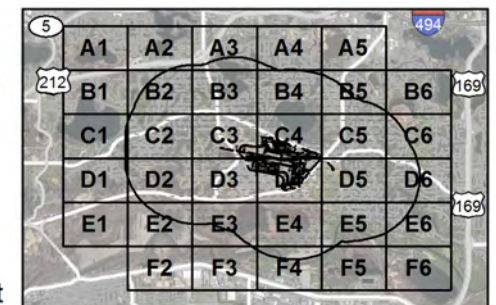 5
494
A1 A2 A3 A4 A5
212
B1 B2 B3 B4 B5 B6
169
C1 C2 C3 C4 C5 C6
D1 D2 D3 D5 D6
169
E1 E2 E3 E4 E5 E6
F2 F3 F4 F5 F6